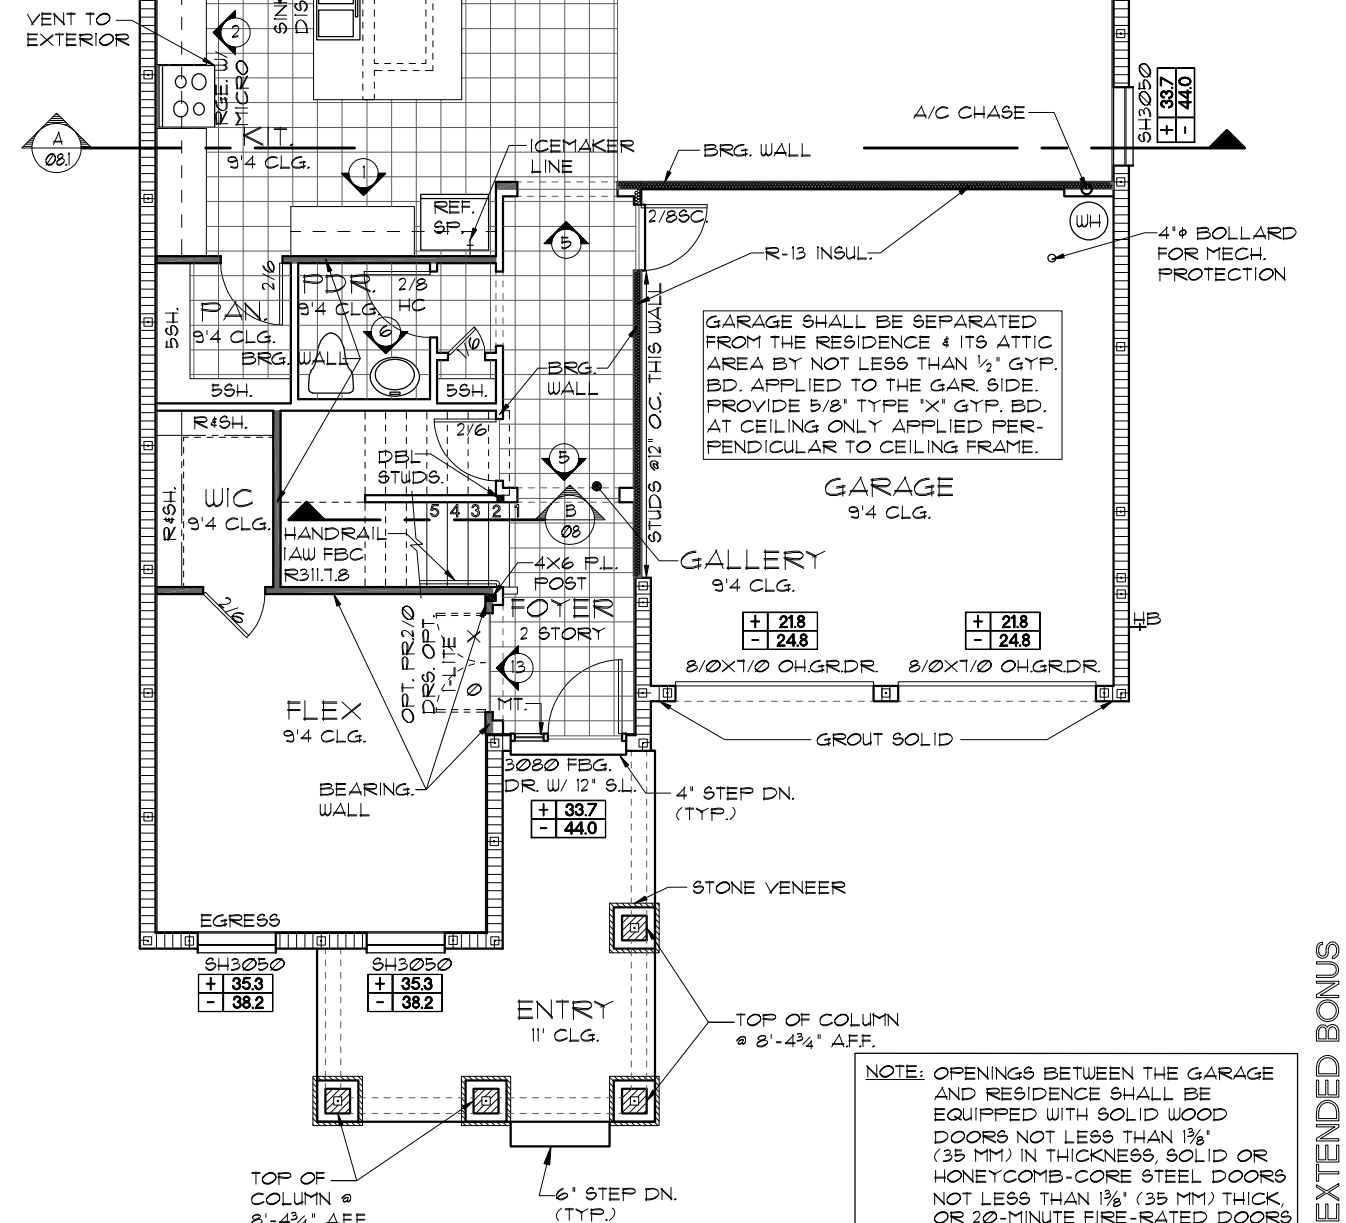 VENT TO
EXTERIOR
2
SINK
DIS
RGE. W/
MICRO
KIT.
9'4 CLG.
A
08.1
1
ICEMAKER
LINE
BRG. WALL
A/C CHASE
SH3050
+ 33.7
- 44.0
REF.
SP.
5
2/8SC.
WH
R-13 INSUL.
4"φ BOLLARD
FOR MECH.
PROTECTION
2/6
PAN.
9'4 CLG.
5SH.
5SH.
PDR.
9'4 CLG.
2/8
HC
6
1/6
5SH.
BRG. WALL
BRG.
WALL
STUDS @12" O.C. THIS WALL
GARAGE SHALL BE SEPARATED
FROM THE RESIDENCE & ITS ATTIC
AREA BY NOT LESS THAN ½" GYP.
BD. APPLIED TO THE GAR. SIDE.
PROVIDE 5/8" TYPE "X" GYP. BD.
AT CEILING ONLY APPLIED PER-
PENDICULAR TO CEILING FRAME.
GARAGE
9'4 CLG.
R&SH.
R&SH.
WIC
9'4 CLG.
2/6
DBL
STUDS.
5
5 4 3 2 1
B
08
HANDRAIL
IAW FBC
R311.7.8
GALLERY
9'4 CLG.
4X6 P.L.
POST
FOYER
2 STORY
2/6
+ 21.8
- 24.8
+ 21.8
- 24.8
HB
8/0X7/0 OH.GR.DR.
8/0X7/0 OH.GR.DR.
OPT. PR.2/0
DRS. OPT.
F-LITE
X
0
13
MT.
FLEX
9'4 CLG.
GROUT SOLID
BEARING.
WALL
3080 FBG.
DR. W/ 12" S.L.
+ 33.7
- 44.0
4" STEP DN.
(TYP.)
STONE VENEER
EGRESS
SH3050
+ 35.3
- 38.2
SH3050
+ 35.3
- 38.2
ENTRY
11' CLG.
TOP OF COLUMN
@ 8'-4¾" A.F.F.
TOP OF
COLUMN @
8'-4¾" A.F.F.
6" STEP DN.
(TYP.)
NOTE: OPENINGS BETWEEN THE GARAGE
AND RESIDENCE SHALL BE
EQUIPPED WITH SOLID WOOD
DOORS NOT LESS THAN 1⅜"
(35 MM) IN THICKNESS, SOLID OR
HONEYCOMB-CORE STEEL DOORS
NOT LESS THAN 1⅜" (35 MM) THICK,
OR 20-MINUTE FIRE-RATED DOORS
EXTENDED BONUS